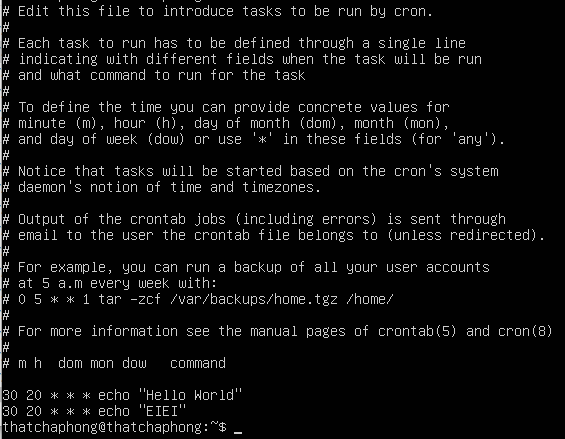 # Edit this file to introduce tasks to be run by cron.
#
# Each task to run has to be defined through a single line
# indicating with different fields when the task will be run
# and what command to run for the task
#
# To define the time you can provide concrete values for
# minute (m), hour (h), day of month (dom), month (mon),
# and day of week (dow) or use '*' in these fields (for 'any').
#
# Notice that tasks will be started based on the cron's system
# daemon's notion of time and timezones.
#
# Output of the crontab jobs (including errors) is sent through
# email to the user the crontab file belongs to (unless redirected).
#
# For example, you can run a backup of all your user accounts
# at 5 a.m every week with:
# 0 5 * * 1 tar -zcf /var/backups/home.tgz /home/
#
# For more information see the manual pages of crontab(5) and cron(8)
#
# m h  dom mon dow   command

30 20 * * * echo "Hello World"
30 20 * * * echo "EIEI"
thatchaphong@thatchaphong:~$ _